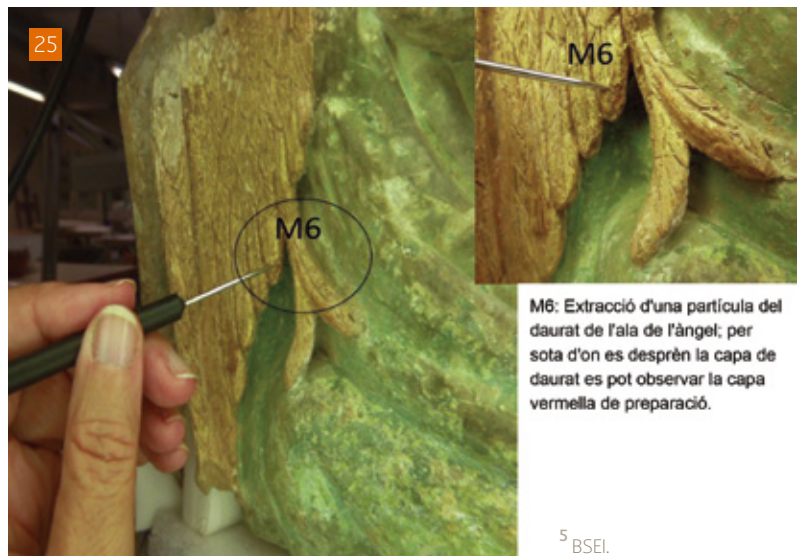 25
M6
M6
M6: Extracció d'una partícula del
daurat de l'ala de l'àngel; per
sota d'on es desprèn la capa de
daurat es pot observar la capa
vermella de preparació.
5 BSEI.